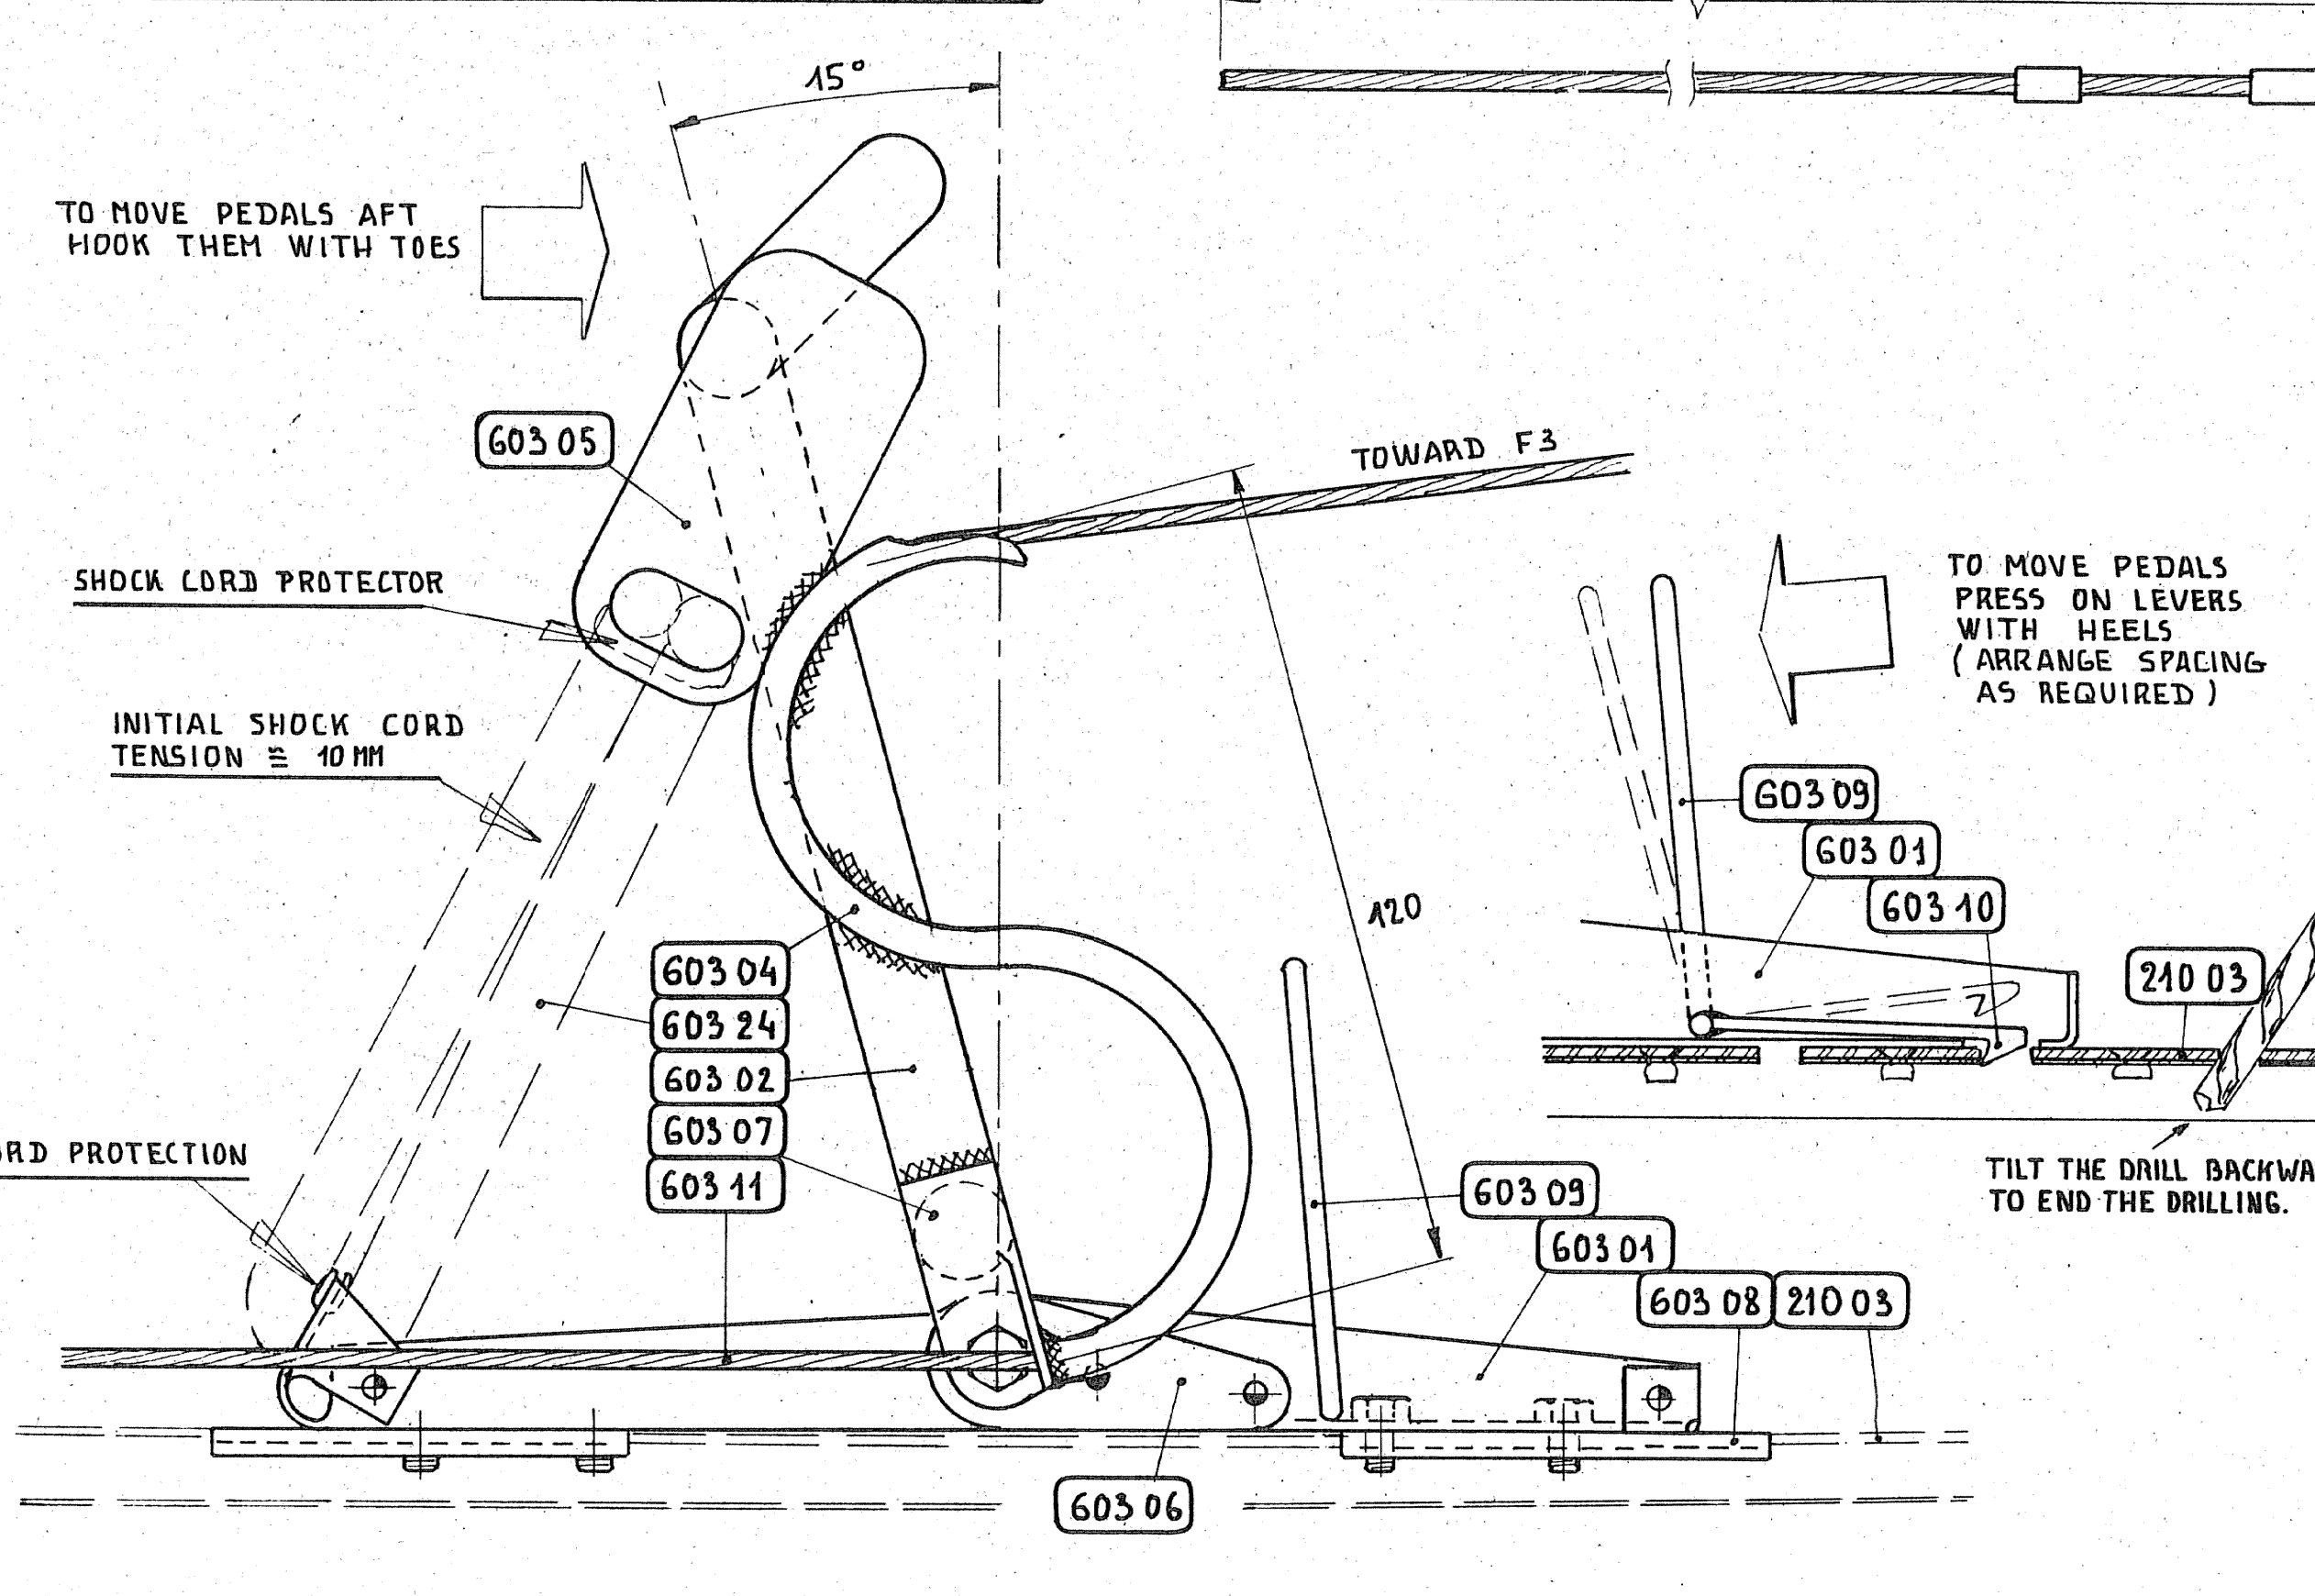 15°
TO MOVE PEDALS AFT
HOOK THEM WITH TOES
603 05
TOWARD F3
SHOCK CORD PROTECTOR
TO MOVE PEDALS
PRESS ON LEVERS
WITH HEELS
( ARRANGE SPACING
AS REQUIRED )
INITIAL SHOCK CORD
TENSION ≅ 10 MM
603 09
603 01
603 10
120
210 03
603 04
603 24
603 02
603 07
603 11
PROTECTION
TILT THE DRILL
TO END THE DRILLING.
603 09
603 01
603 08
210 03
603 06